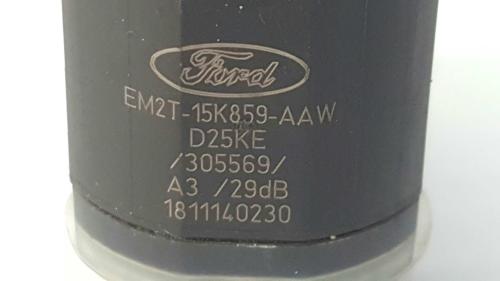 Ford
EM2T-15K859-AAW
D25KE
/305569/
A3 /29dB
1811140230